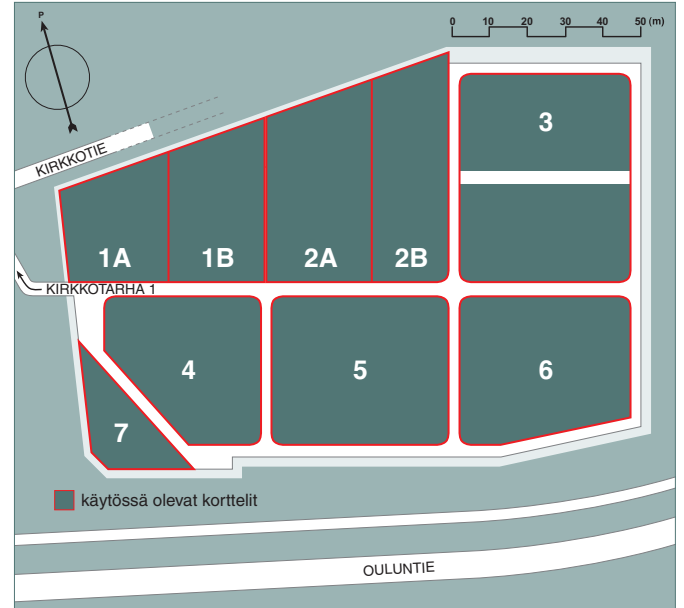 P
0 10 20 30 40 50 (m)
KIRKKOTIE
3
1A 1B 2A 2B
KIRKKOTARHA 1
4 5 6
7
käytössä olevat korttelit
OULUNTIE